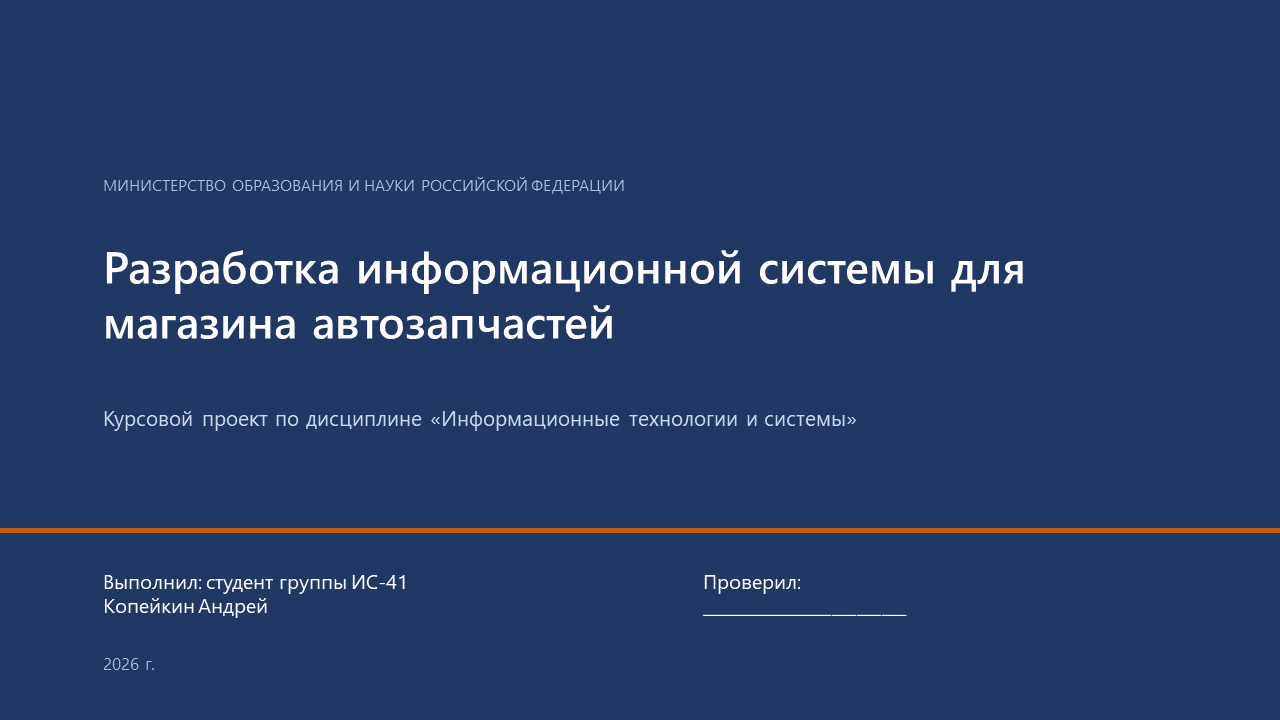 МИНИСТЕРСТВО ОБРАЗОВАНИЯ И НАУКИ РОССИЙСКОЙ ФЕДЕРАЦИИ
Разработка информационной системы для
магазина автозапчастей
Курсовой проект по дисциплине «Информационные технологии и системы»
Выполнил: студент группы ИС-41
Копейкин Андрей
Проверил:
____________________
2026 г.